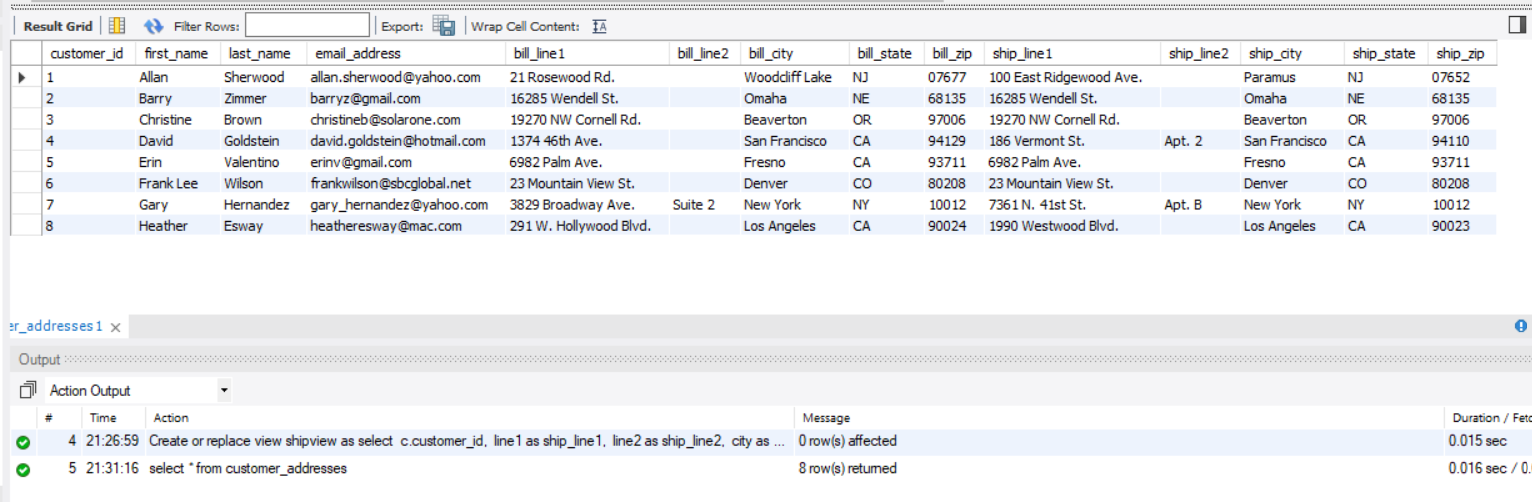 Result Grid Filter Rows: Export: Wrap Cell Content: IA
customer_id first_name last_name email_address bill_line1 bill_line2 bill_city bill_state bill_zip ship_line1 ship_line2 ship_city ship_state ship_zip
1 Allan Sherwood allan.sherwood@yahoo.com 21 Rosewood Rd. Woodcliff Lake NJ 07677 100 East Ridgewood Ave. Paramus NJ 07652
2 Barry Zimmer barryz@gmail.com 16285 Wendell St. Omaha NE 68135 16285 Wendell St. Omaha NE 68135
3 Christine Brown christineb@solarone.com 19270 NW Cornell Rd. Beaverton OR 97006 19270 NW Cornell Rd. Beaverton OR 97006
4 David Goldstein david.goldstein@hotmail.com 1374 46th Ave. San Francisco CA 94129 186 Vermont St. Apt. 2 San Francisco CA 94110
5 Erin Valentino erinv@gmail.com 6982 Palm Ave. Fresno CA 93711 6982 Palm Ave. Fresno CA 93711
6 Frank Lee Wilson frankwilson@sbcglobal.net 23 Mountain View St. Denver CO 80208 23 Mountain View St. Denver CO 80208
7 Gary Hernandez gary_hernandez@yahoo.com 3829 Broadway Ave. Suite 2 New York NY 10012 7361 N. 41st St. Apt. B New York NY 10012
8 Heather Esway heatheresway@mac.com 291 W. Hollywood Blvd. Los Angeles CA 90024 1990 Westwood Blvd. Los Angeles CA 90023
er_addresses1 ×
Output
Action Output
# Time Action Message Duration / Fetc
4 21:26:59 Create or replace view shipview as select c.customer_id, line1 as ship_line1, line2 as ship_line2, city as ... 0 row(s) affected 0.015 sec
5 21:31:16 select * from customer_addresses 8 row(s) returned 0.016 sec / 0.